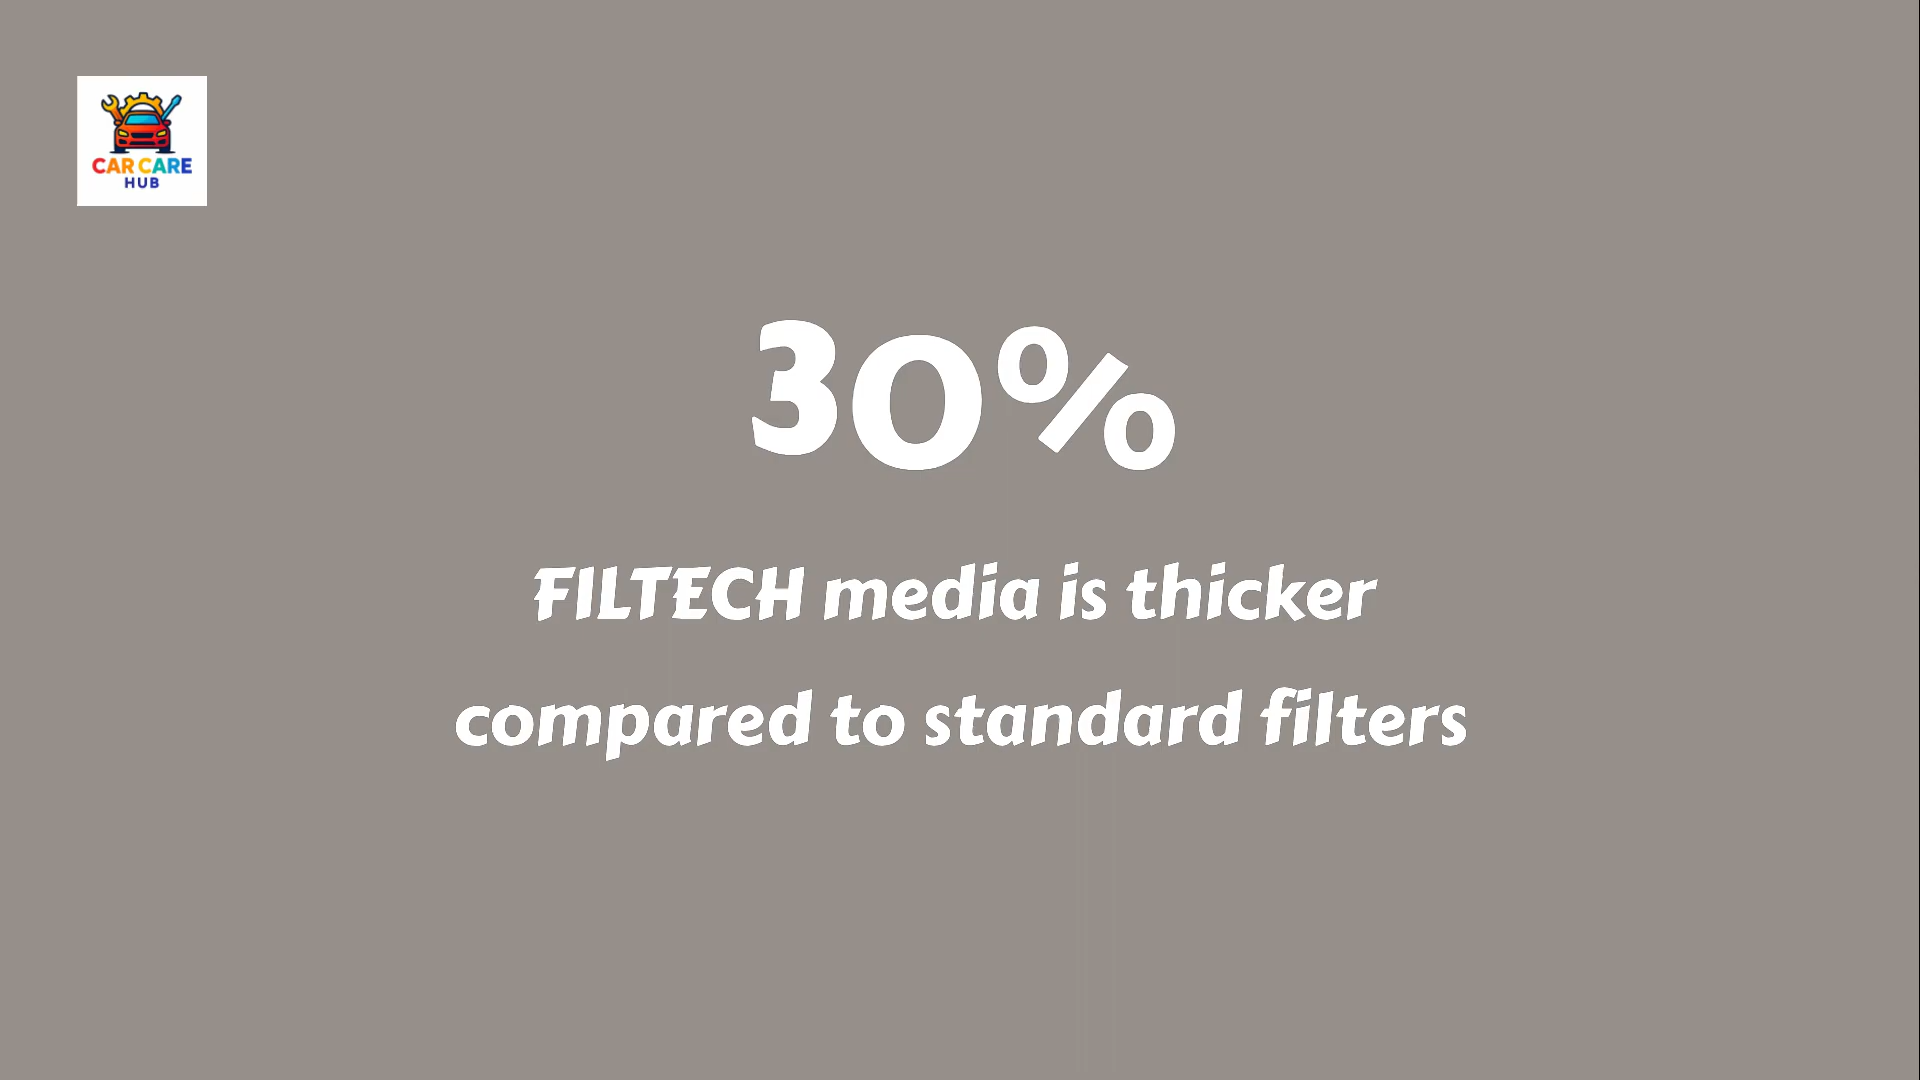 CAR CARE
HUB
30%
FILTECH media is thicker
compared to standard filters